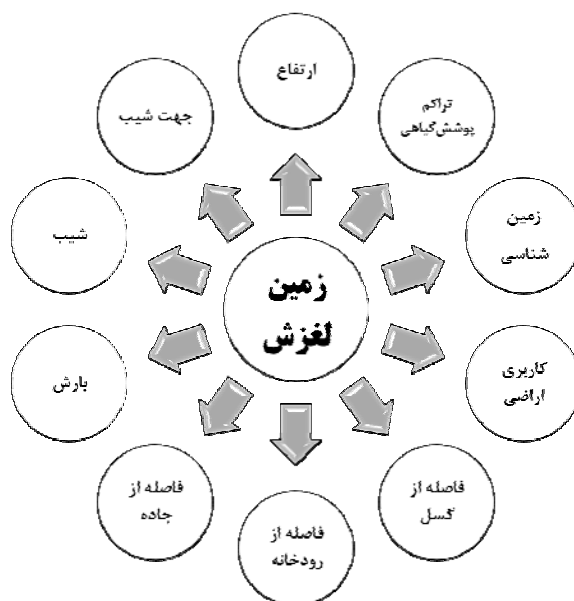 ارتفاع
تراکم
پوشش‌گیاهی
زمین
شناسی
کاربری
اراضی
فاصله از
گسل
فاصله از
رودخانه
فاصله از
جاده
بارش
شیب
جهت شیب
زمین
لغزش